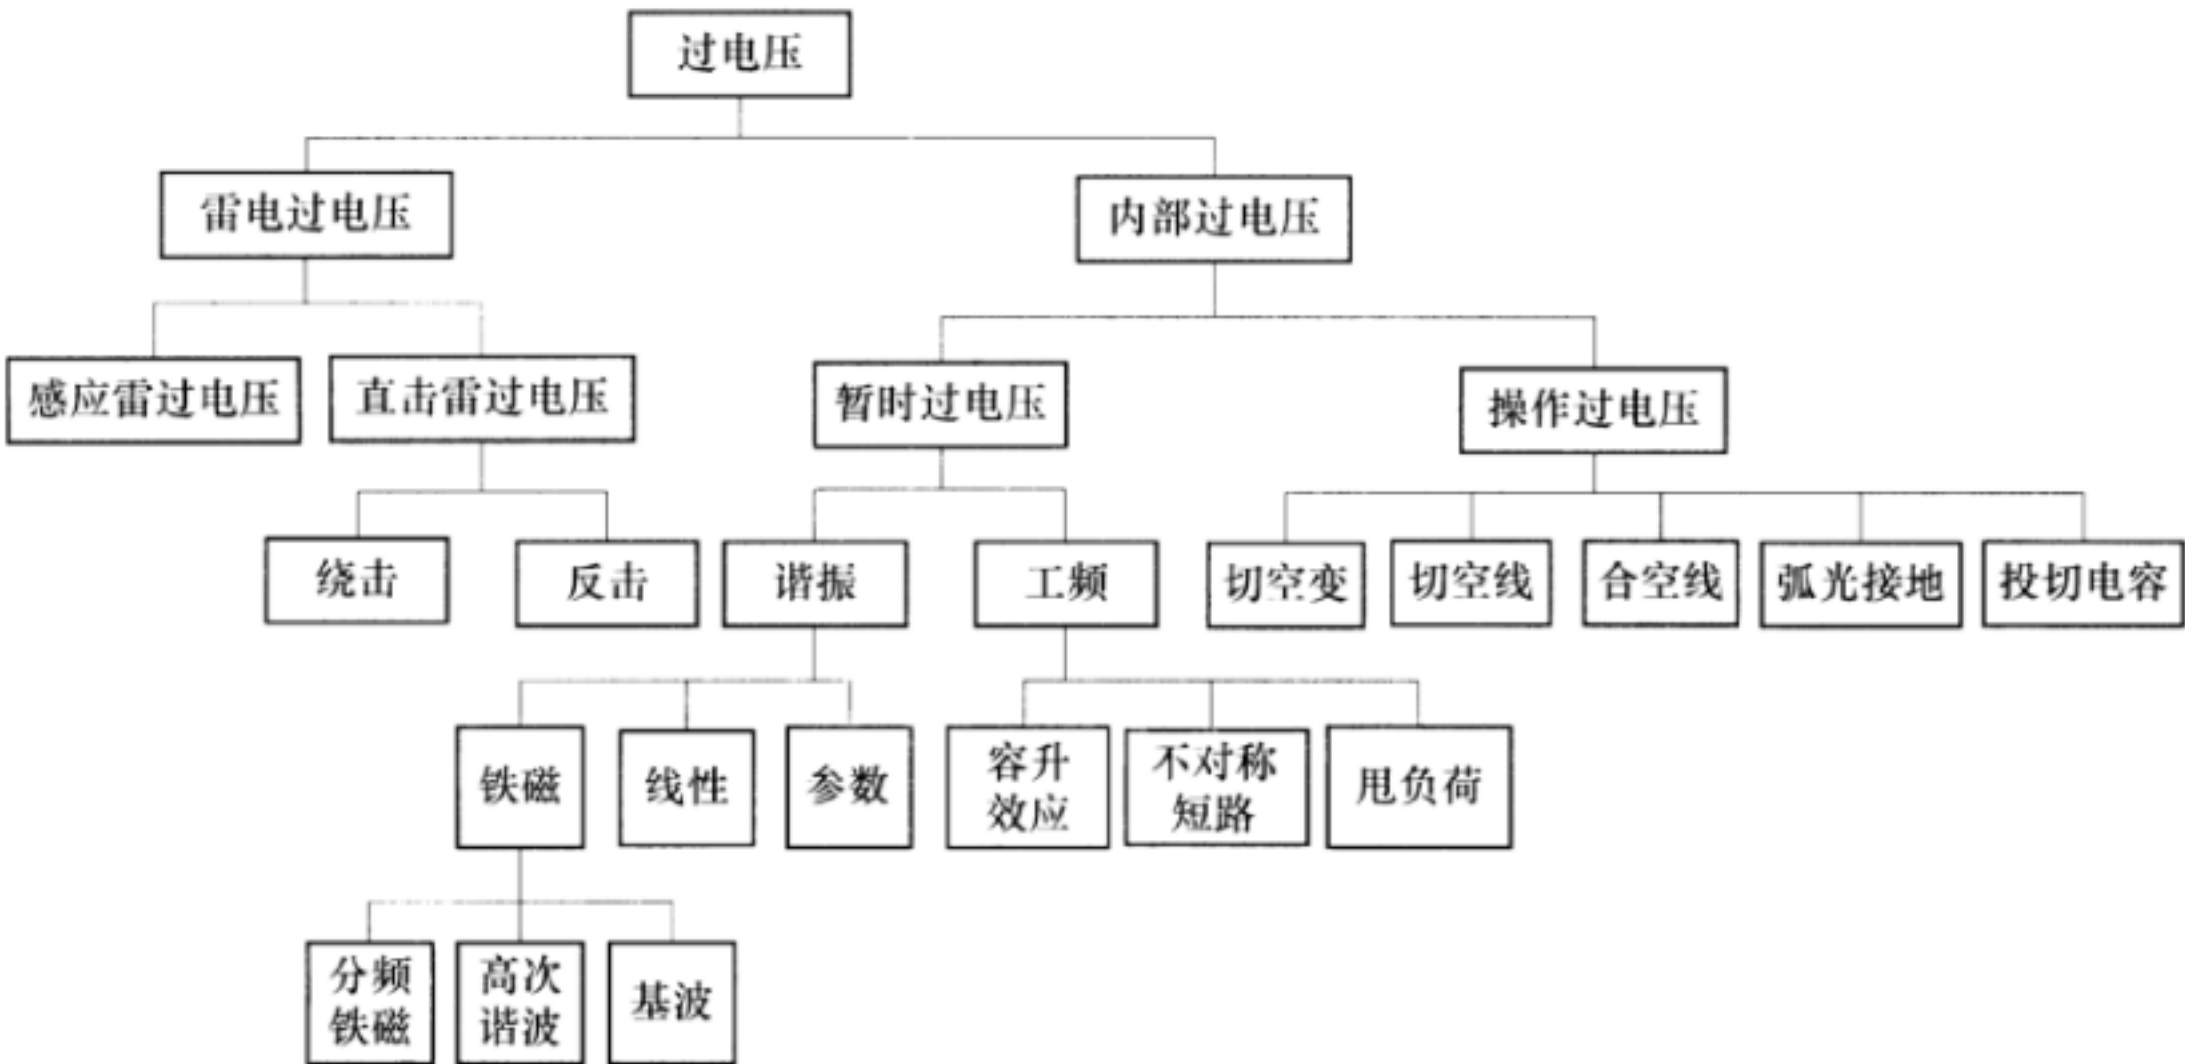 过电压
雷电过电压
内部过电压
感应雷过电压
直击雷过电压
暂时过电压
操作过电压
绕击
反击
谐振
工频
切空变
切空线
合空线
弧光接地
投切电容
铁磁
线性
参数
容升
效应
不对称
短路
甩负荷
分频
铁磁
高次
谐波
基波